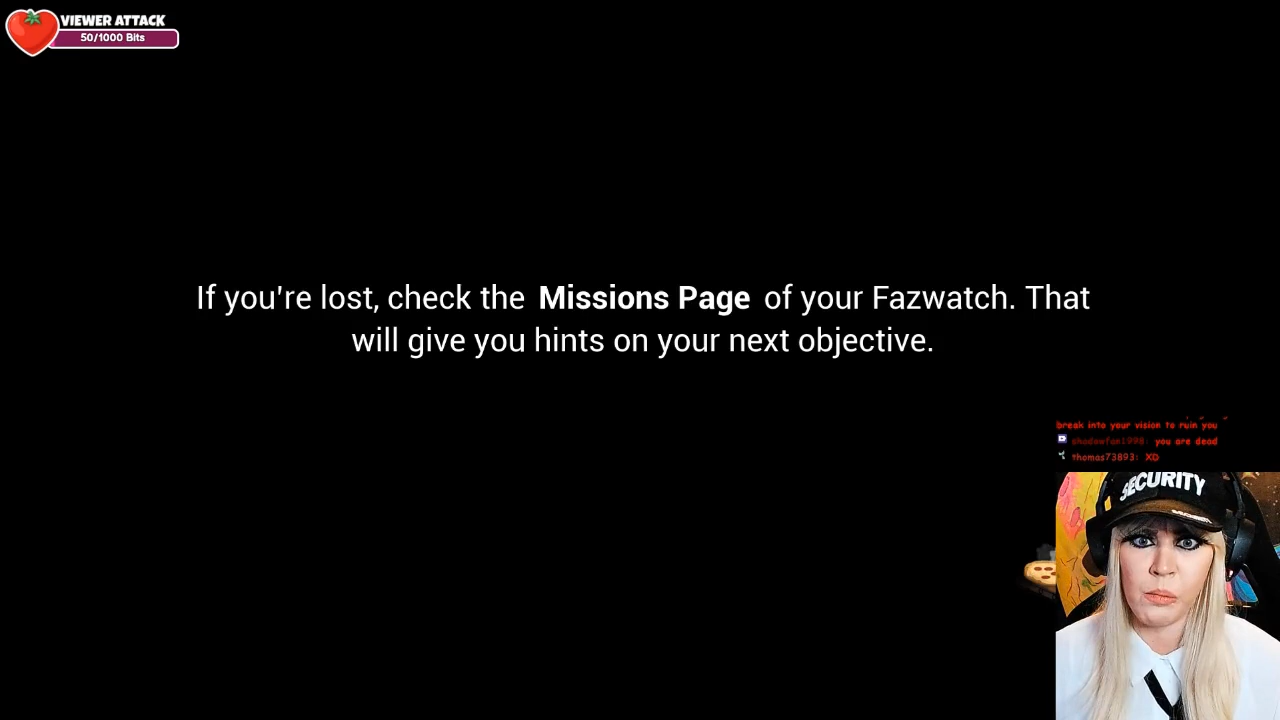 VIEWER ATTACK
50/1000 Bits
If you're lost, check the Missions Page of your Fazwatch. That
will give you hints on your next objective.
break into your vision to ruin you
shadowfan1998: you are dead
thomas73893: XD
SECURITY